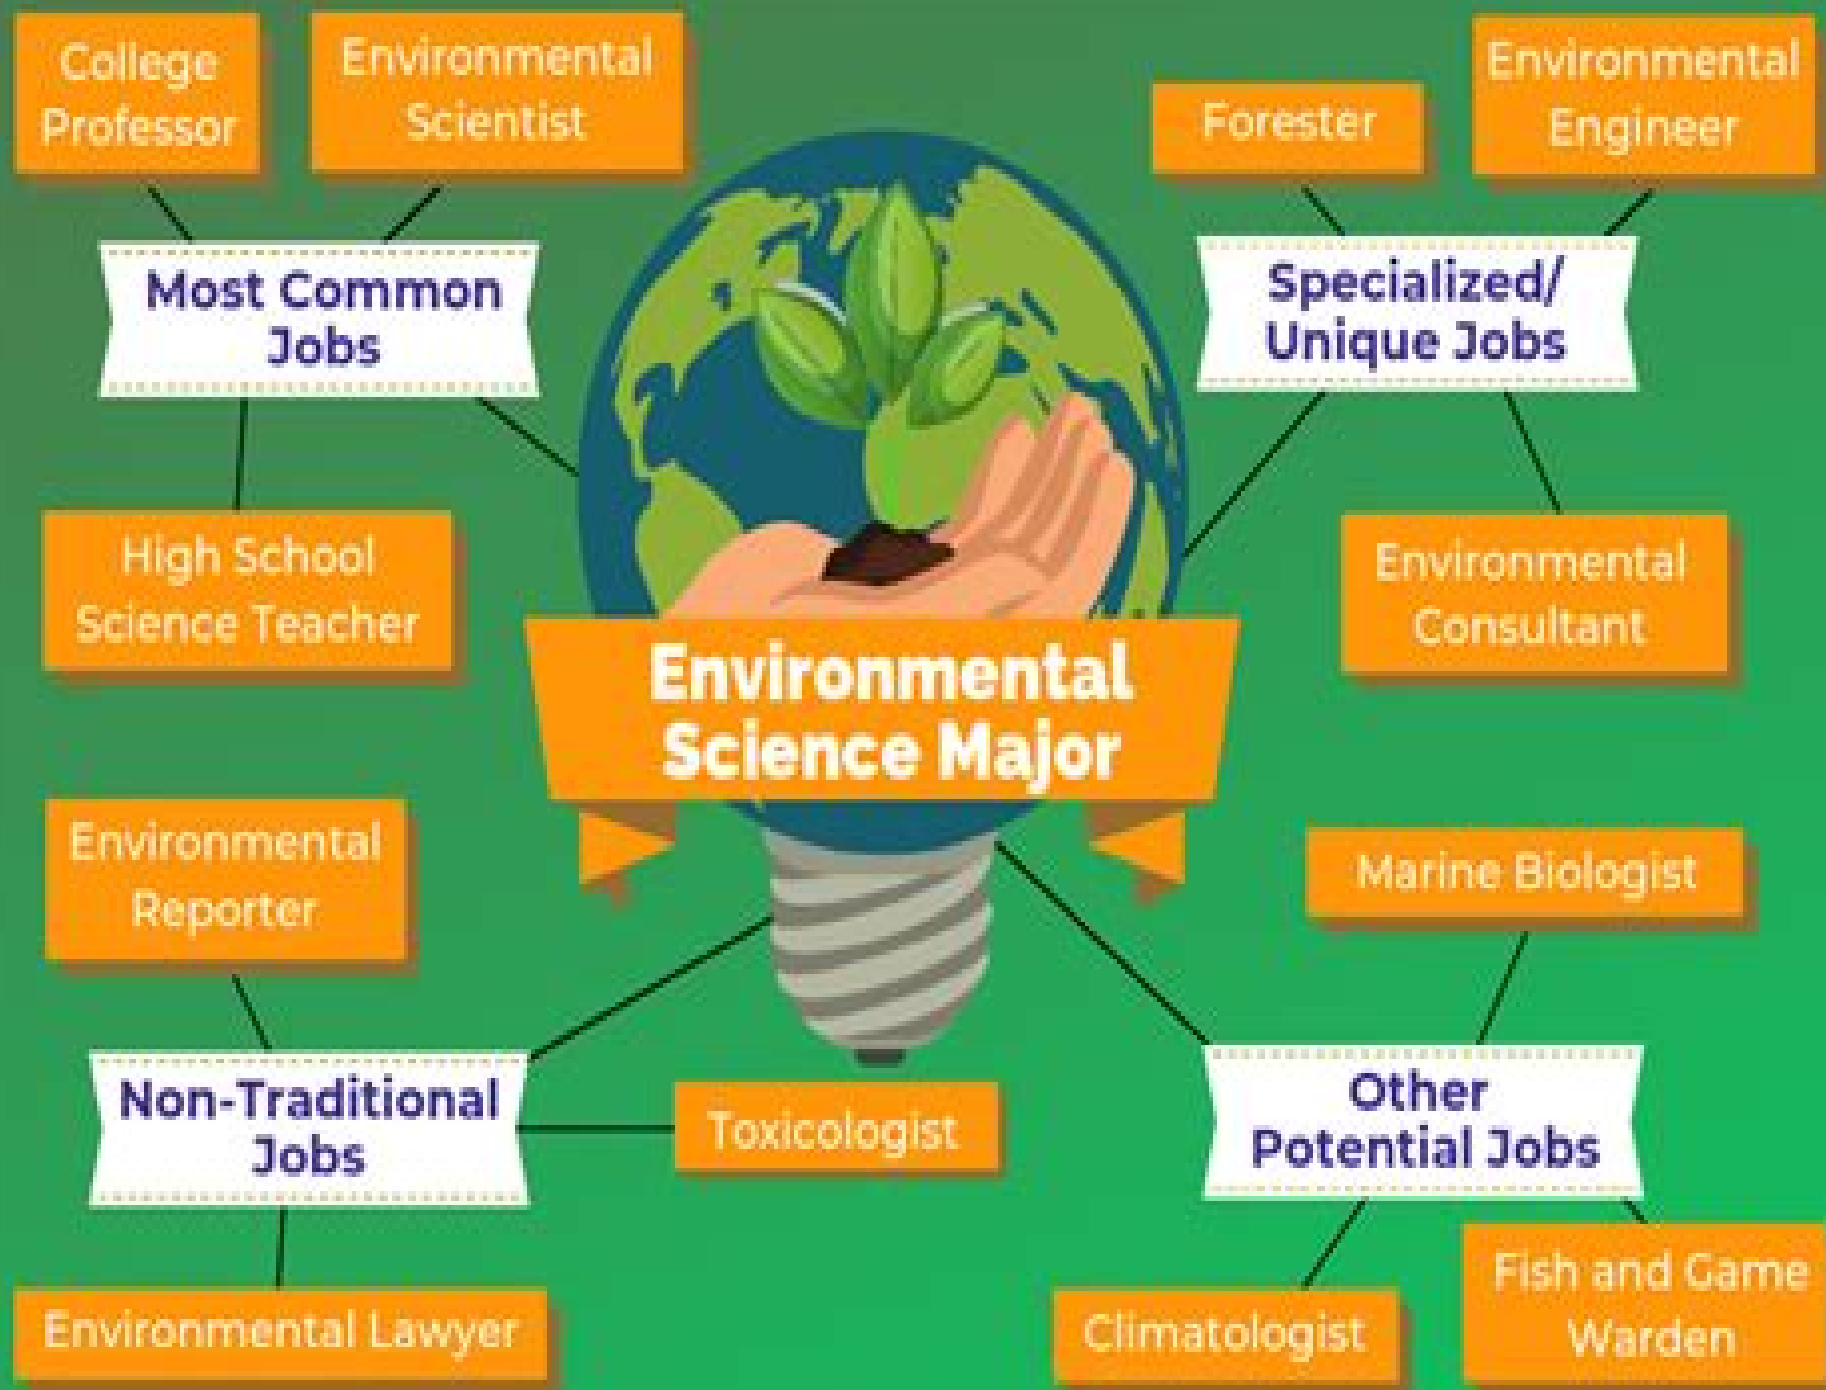 College
Professor
Environmental
Scientist
Most Common
Jobs
High School
Science Teacher
Forester
Environmental
Engineer
Specialized/
Unique Jobs
Environmental
Consultant
Environmental
Science Major
Environmental
Reporter
Non-Traditional
Jobs
Toxicologist
Environmental Lawyer
Marine Biologist
Other
Potential Jobs
Climatologist
Fish and Game
Warden